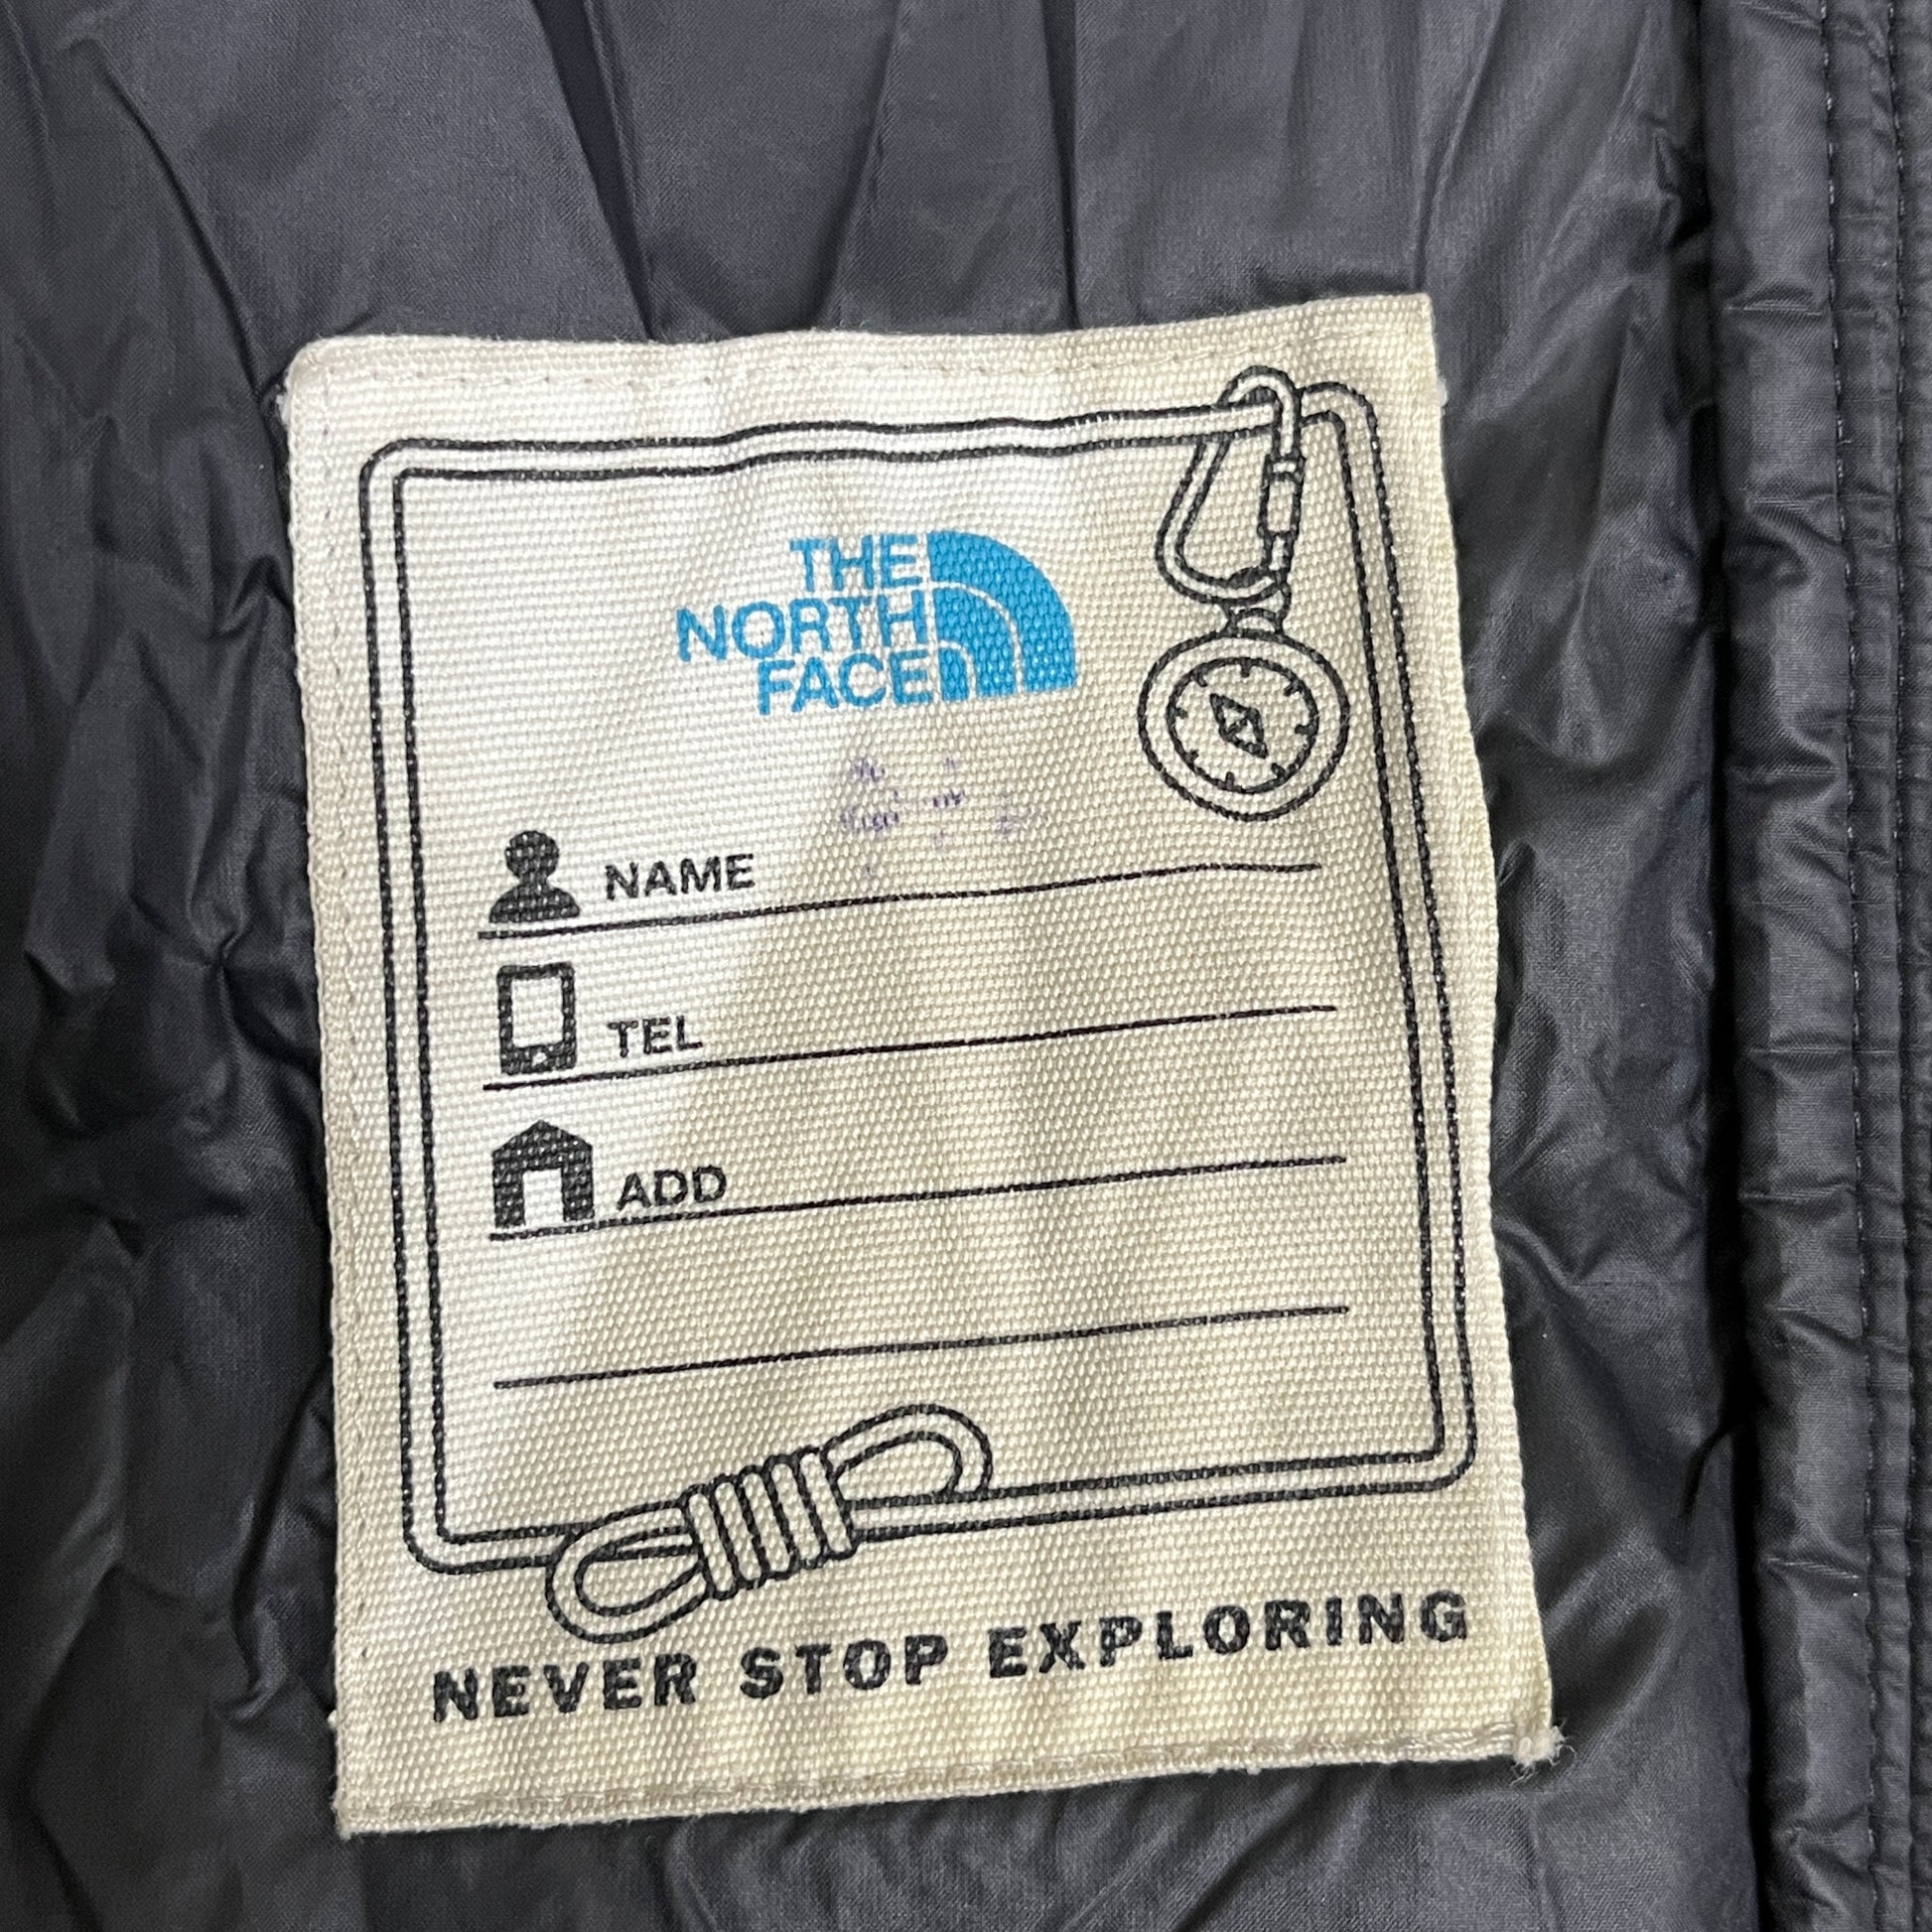 THE
NORTH
FACE
NAME
TEL
ADD
NEVER STOP EXPLORING